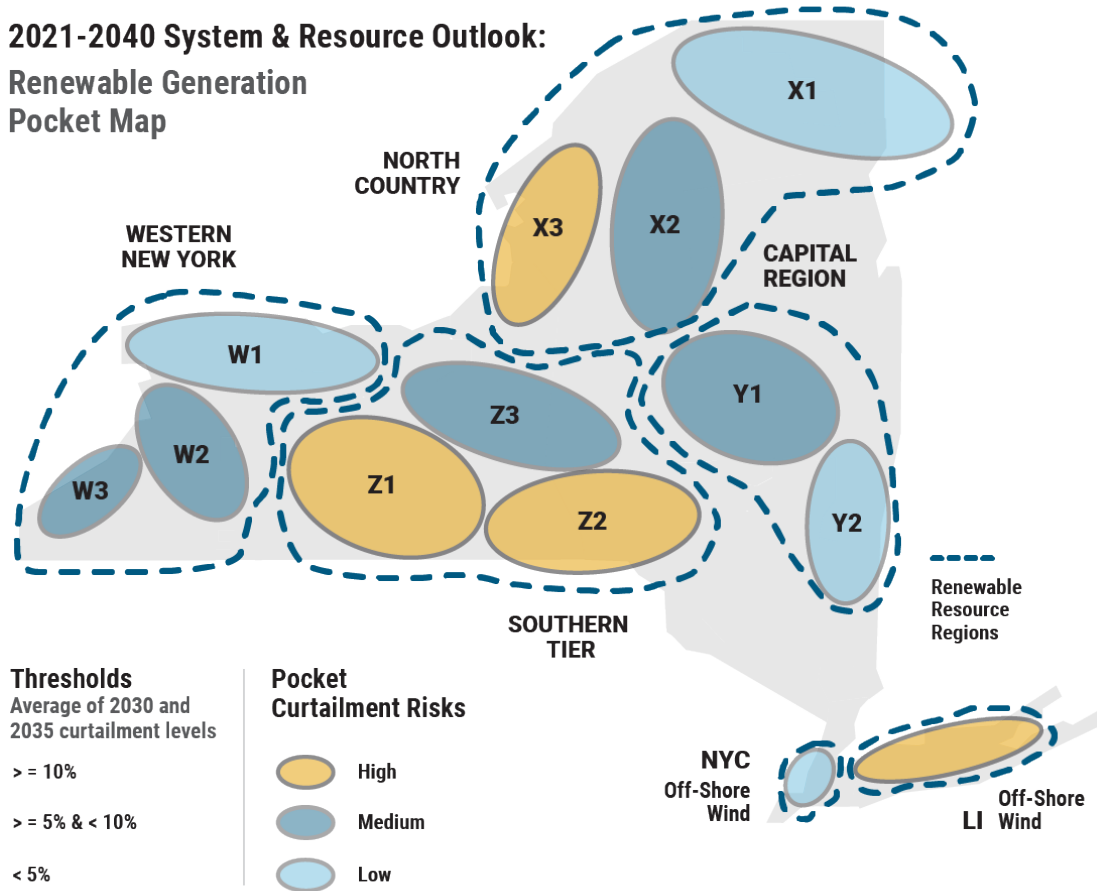 2021-2040 System & Resource Outlook:
Renewable Generation
Pocket Map
X1
NORTH
COUNTRY
X3
X2
WESTERN
NEW YORK
CAPITAL
REGION
W1
Y1
Z3
W2
W3
Z1
Z2
Y2
Renewable
Resource
Regions
SOUTHERN
TIER
Thresholds
Average of 2030 and
2035 curtailment levels
> = 10%
> = 5% & < 10%
< 5%
Pocket
Curtailment Risks
High
Medium
Low
NYC
Off-Shore
Wind
LI
Off-Shore
Wind